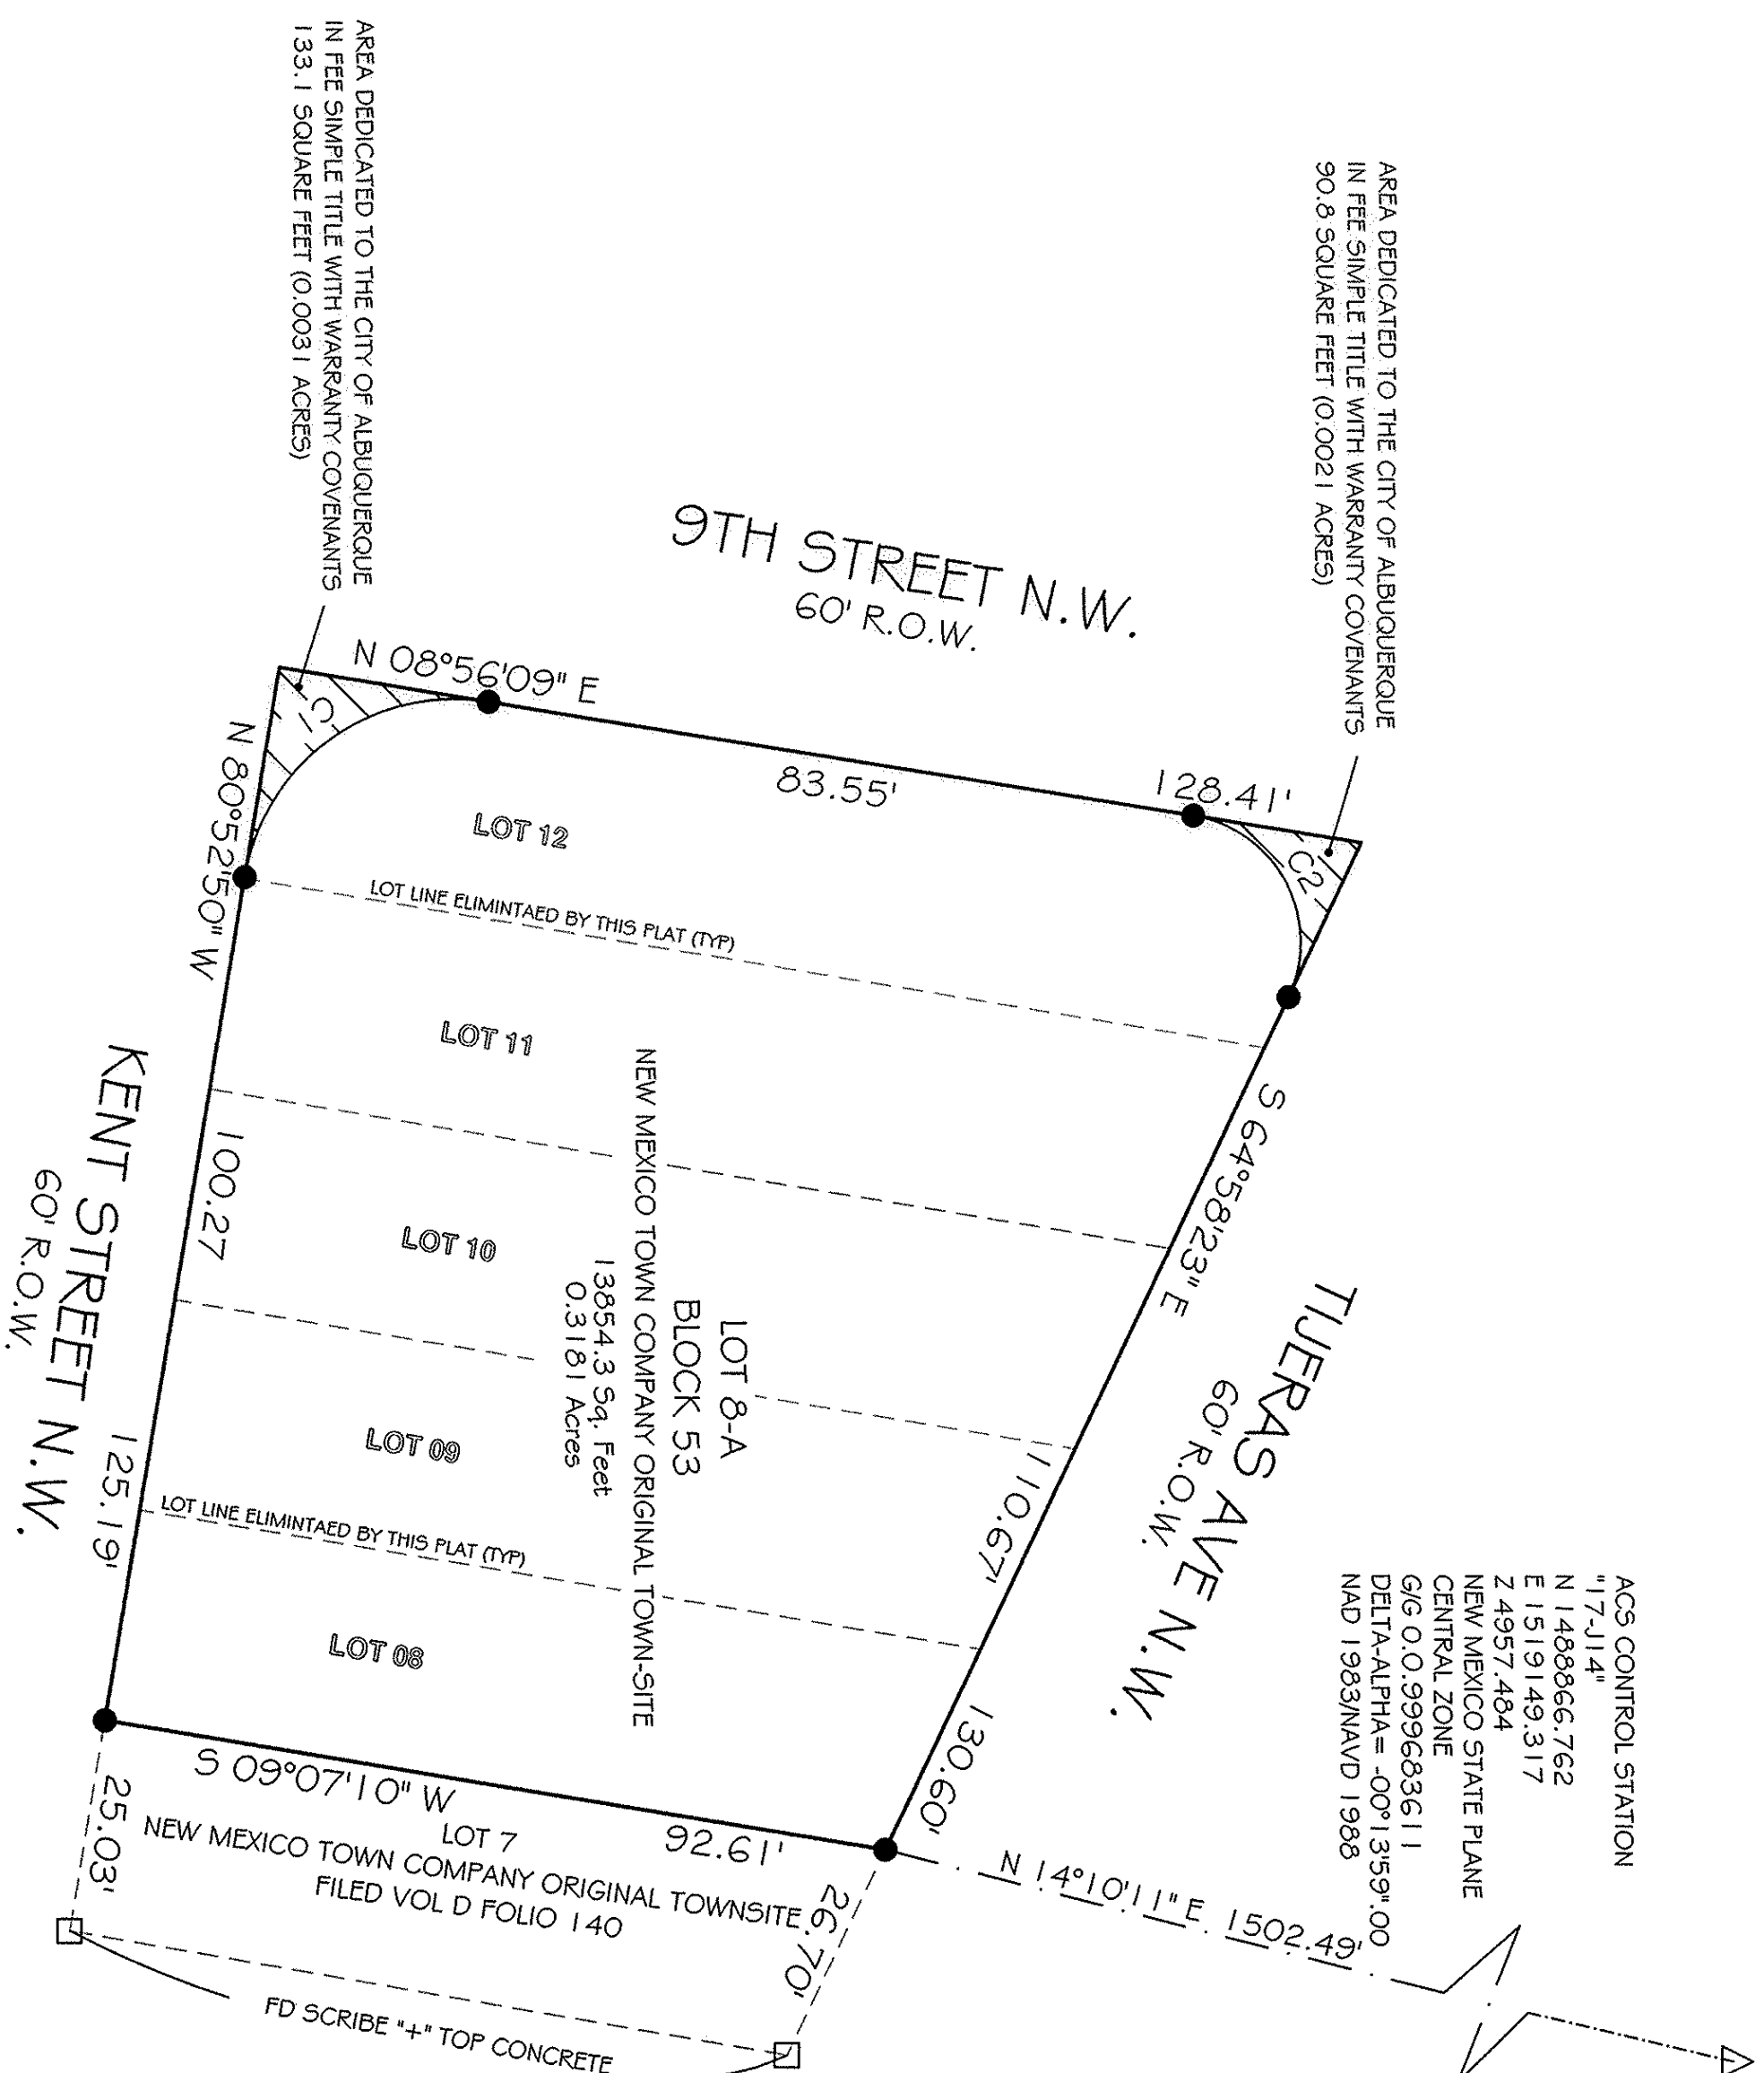 AREA DEDICATED TO THE CITY OF ALBUQUERQUE
IN FEE SIMPLE TITLE WITH WARRANTY COVENANTS
133.1 SQUARE FEET (0.0031 ACRES)
AREA DEDICATED TO THE CITY OF ALBUQUERQUE
IN FEE SIMPLE TITLE WITH WARRANTY COVENANTS
90.8 SQUARE FEET (0.0021 ACRES)
9TH STREET N.W.
60' R.O.W.
N 08°56'09" E
83.55'
128.41'
C1
C2
N 80°52'50" W
100.27
125.19'
KENT STREET N.W.
60' R.O.W.
LOT 12
LOT LINE ELIMINTAED BY THIS PLAT (TYP)
LOT 11
LOT 10
LOT 09
LOT LINE ELIMINTAED BY THIS PLAT (TYP)
LOT 08
LOT 8-A
BLOCK 53
NEW MEXICO TOWN COMPANY ORIGINAL TOWN-SITE
13854.3 Sq. Feet
0.3181 Acres
S 64°58'23" E
110.67'
130.60'
TIJERAS AVE N.W.
60' R.O.W.
ACS CONTROL STATION
"17-J14"
N 1488866.762
E 1519149.317
Z 4957.484
NEW MEXICO STATE PLANE
CENTRAL ZONE
G/G 0.0.999683611
DELTA-ALPHA= -00°13'59".00
NAD 1983/NAVD 1988
N 14°10'11" E 1502.49'
S 09°07'10" W
92.61'
LOT 7
NEW MEXICO TOWN COMPANY ORIGINAL TOWNSITE
FILED VOL D FOLIO 140
25.03'
26.70'
FD SCRIBE "+" TOP CONCRETE